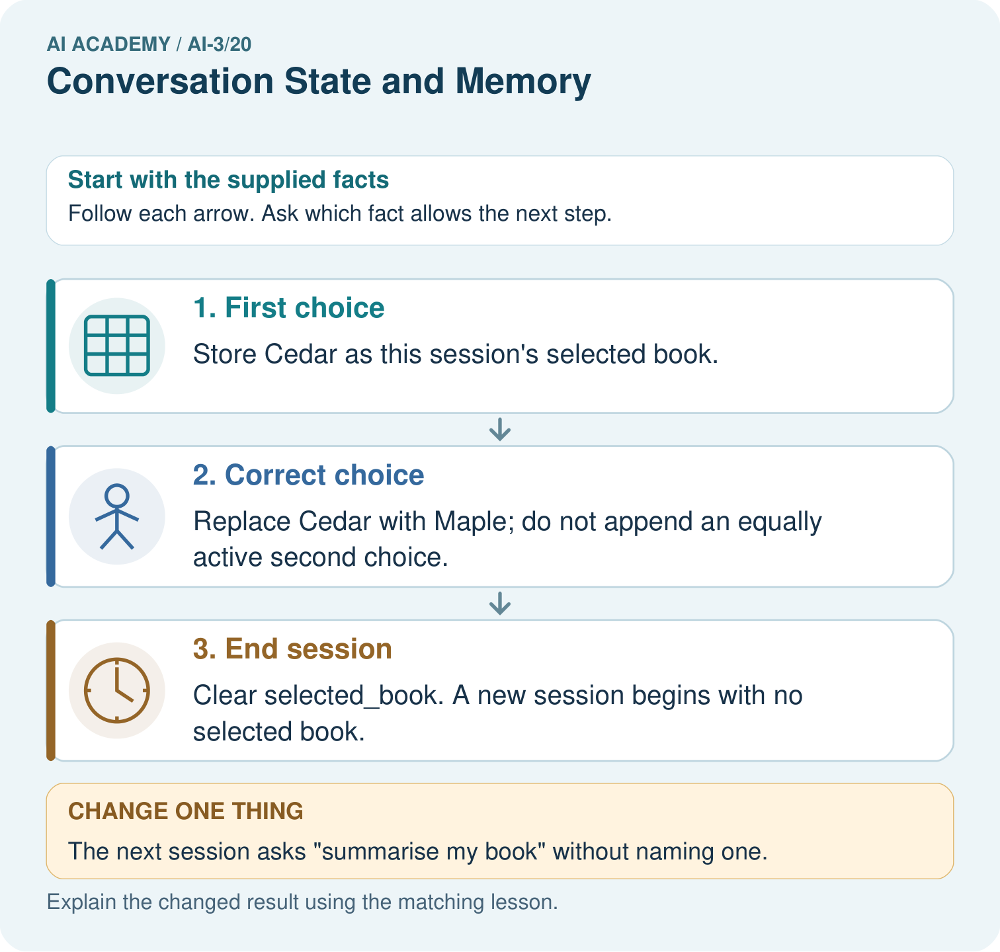 AI ACADEMY / AI-3/20
Conversation State and Memory
Start with the supplied facts
Follow each arrow. Ask which fact allows the next step.
1. First choice
Store Cedar as this session's selected book.
2. Correct choice
Replace Cedar with Maple; do not append an equally
active second choice.
3. End session
Clear selected_book. A new session begins with no
selected book.
CHANGE ONE THING
The next session asks "summarise my book" without naming one.
Explain the changed result using the matching lesson.